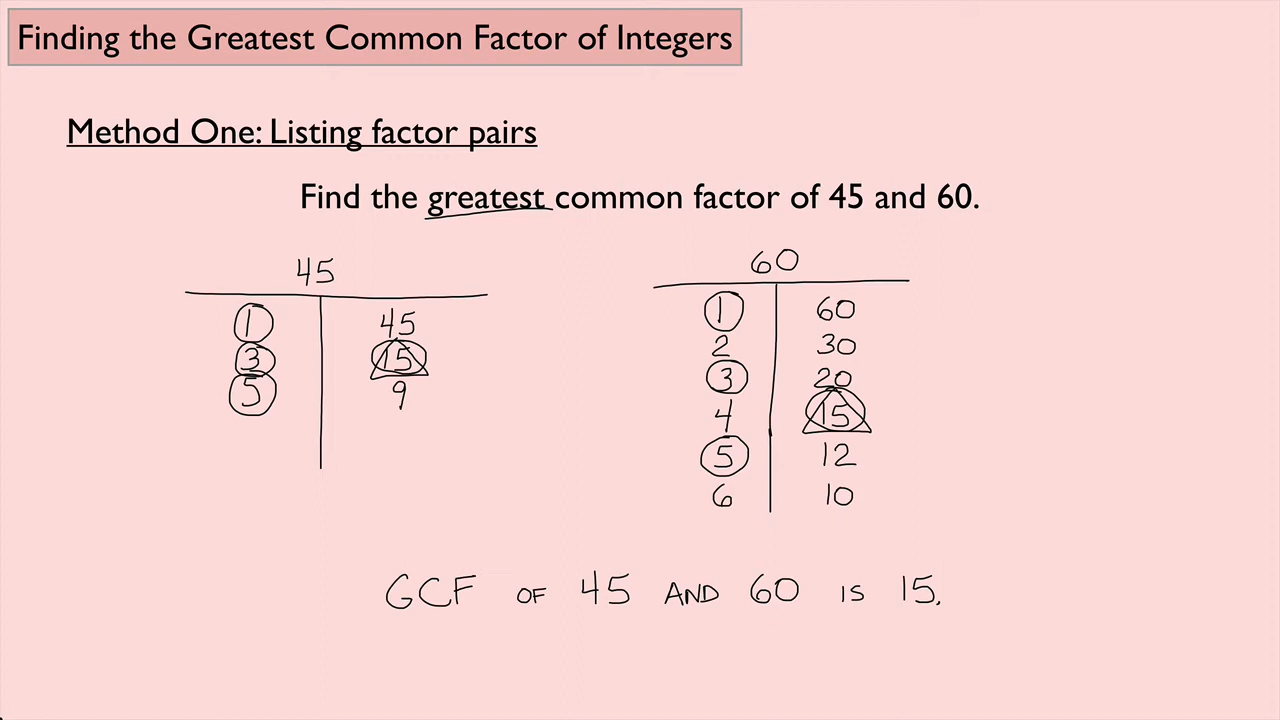 Finding the Greatest Common Factor of Integers
Method One: Listing factor pairs
Find the greatest common factor of 45 and 60.
45
1 45
3 15
5 9
60
1 60
2 30
3 20
4 15
5 12
6 10
GCF OF 45 AND 60 IS 15.